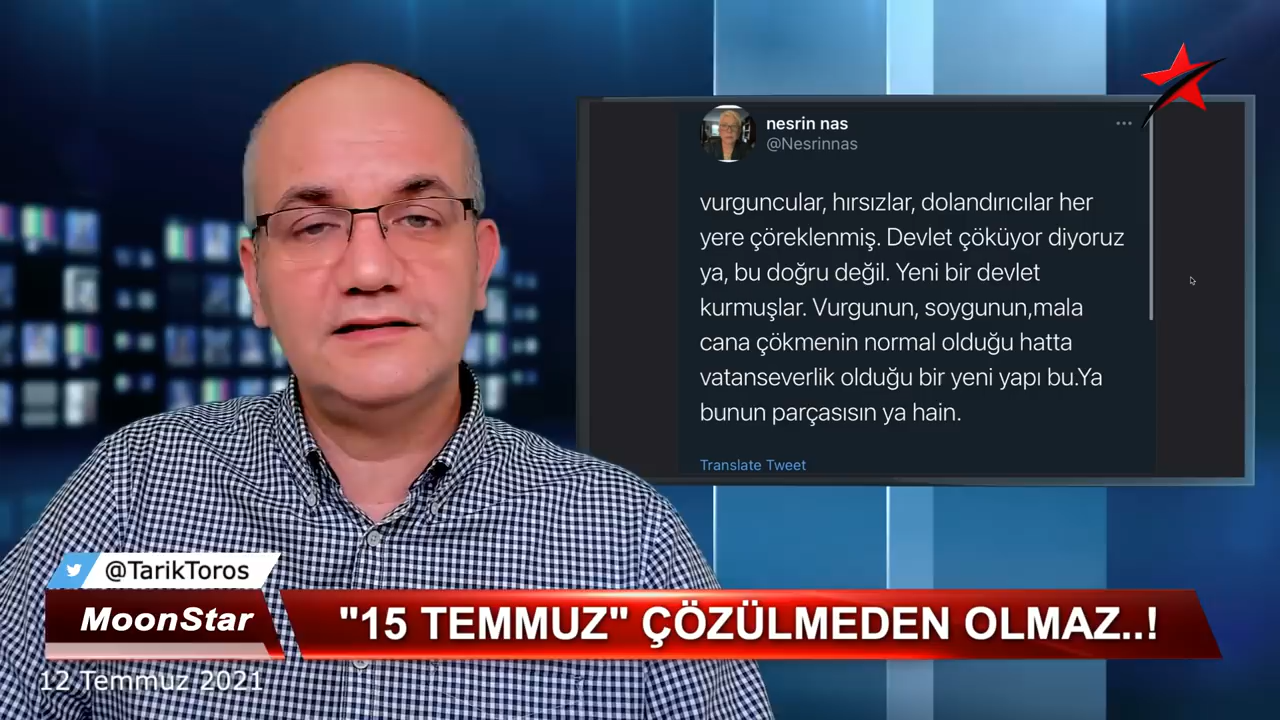 nesrin nas
@Nesrinnas
vurguncular, hırsızlar, dolandırıcılar her
yere çöreklenmiş. Devlet çöküyor diyoruz
ya, bu doğru değil. Yeni bir devlet
kurmuşlar. Vurgunun, soygunun,mala
cana çökmenin normal olduğu hatta
vatanseverlik olduğu bir yeni yapı bu.Ya
bunun parçasısın ya hain.
Translate Tweet
@TarikToros
MoonStar
"15 TEMMUZ" ÇÖZÜLMEDEN OLMAZ..!
12 Temmuz 2021